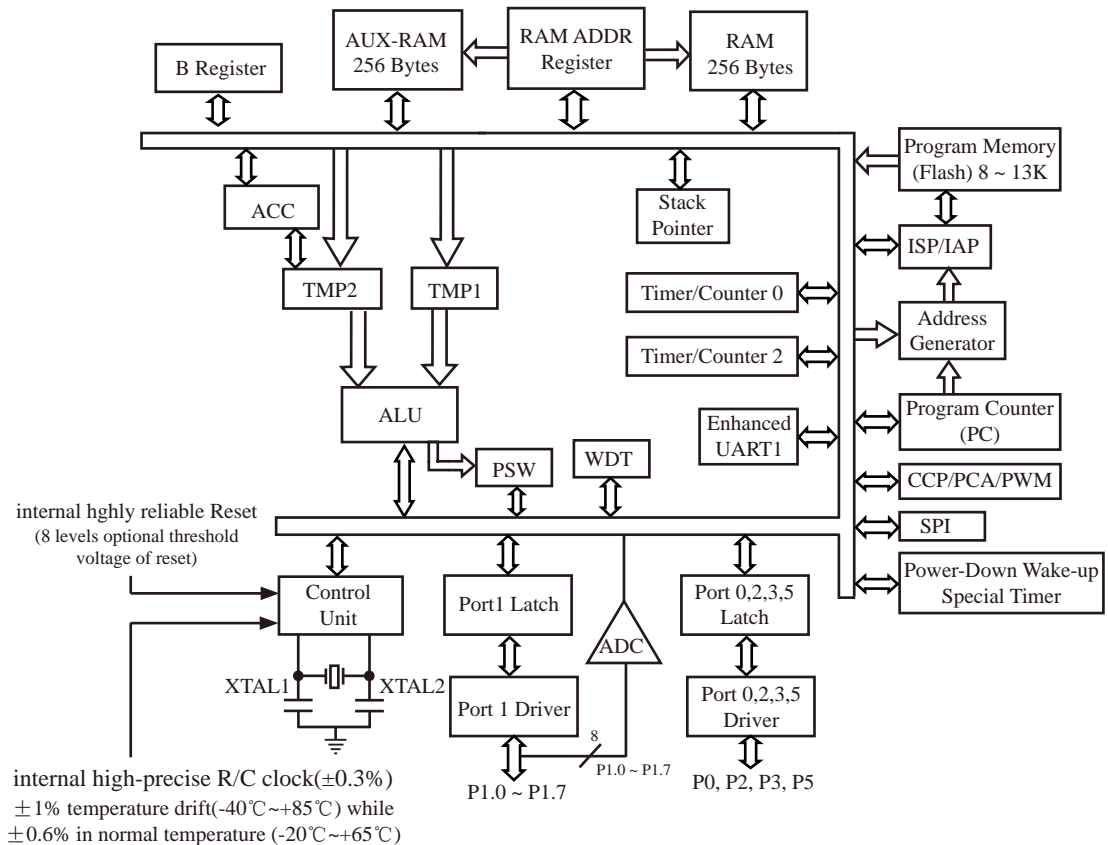 AUX-RAM
256 Bytes
RAM ADDR
Register
RAM
256 Bytes
B Register
Program Memory
(Flash) 8 ~ 13K
ACC
Stack
Pointer
ISP/IAP
TMP2
TMP1
Timer/Counter 0
Address
Generator
Timer/Counter 2
ALU
Enhanced
UART1
Program Counter
(PC)
PSW
WDT
CCP/PCA/PWM
internal hghly reliable Reset
(8 levels optional threshold
voltage of reset)
SPI
Control
Unit
Port1 Latch
ADC
Port 0,2,3,5
Latch
Power-Down Wake-up
Special Timer
XTAL1
XTAL2
Port 1 Driver
Port 0,2,3,5
Driver
8
P1.0 ~ P1.7
P1.0 ~ P1.7
P0, P2, P3, P5
internal high-precise R/C clock(±0.3%)
±1% temperature drift(-40℃~+85℃) while
±0.6% in normal temperature (-20℃~+65℃)